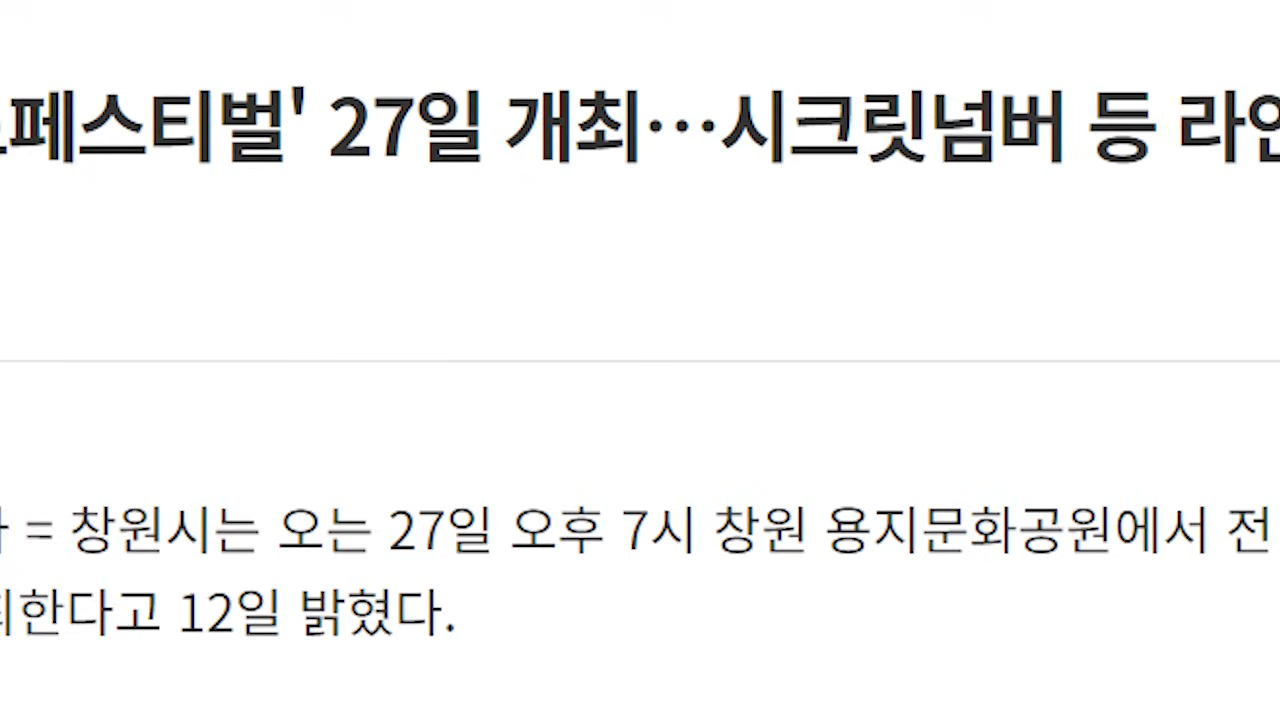 페스티벌' 27일 개최…시크릿넘버 등
= 창원시는 오는 27일 오후 7시 창원 용지문화공원에서 전
한다고 12일 밝혔다.